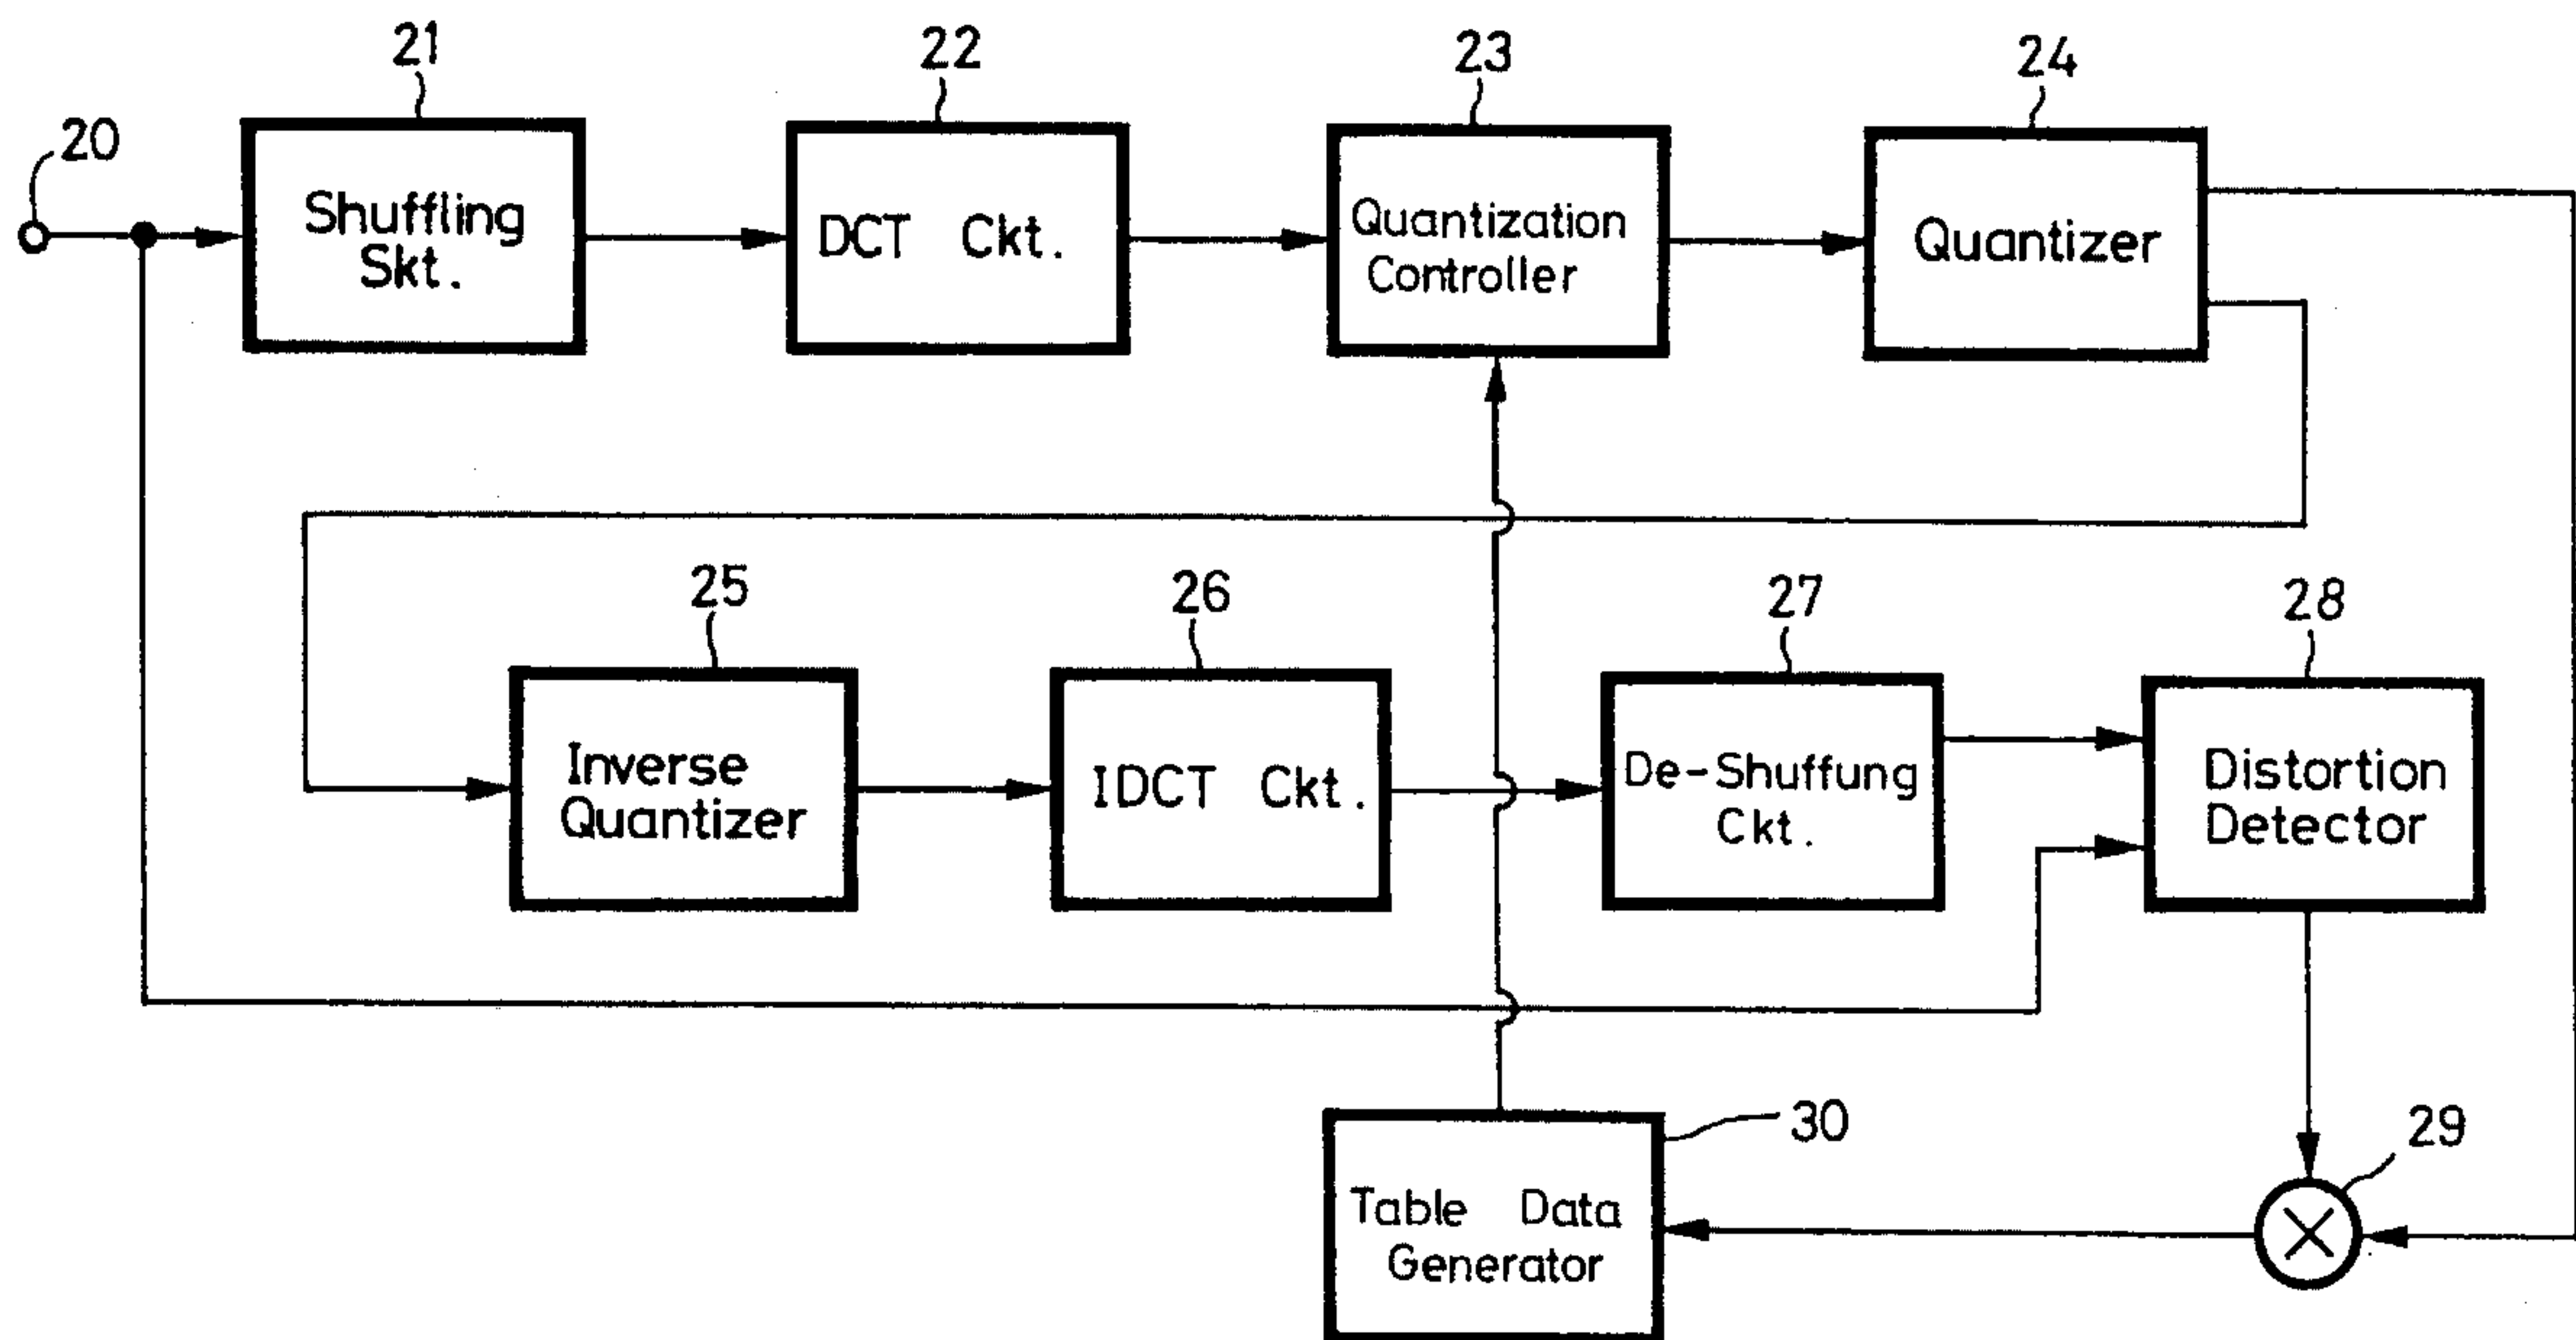 20
21
22
23
24
Shuffling
Skt.
DCT Ckt.
Quantization
Controller
Quantizer
25
26
27
28
Inverse
Quantizer
IDCT Ckt.
De-Shuffung
Ckt.
Distortion
Detector
30
29
Table Data
Generator